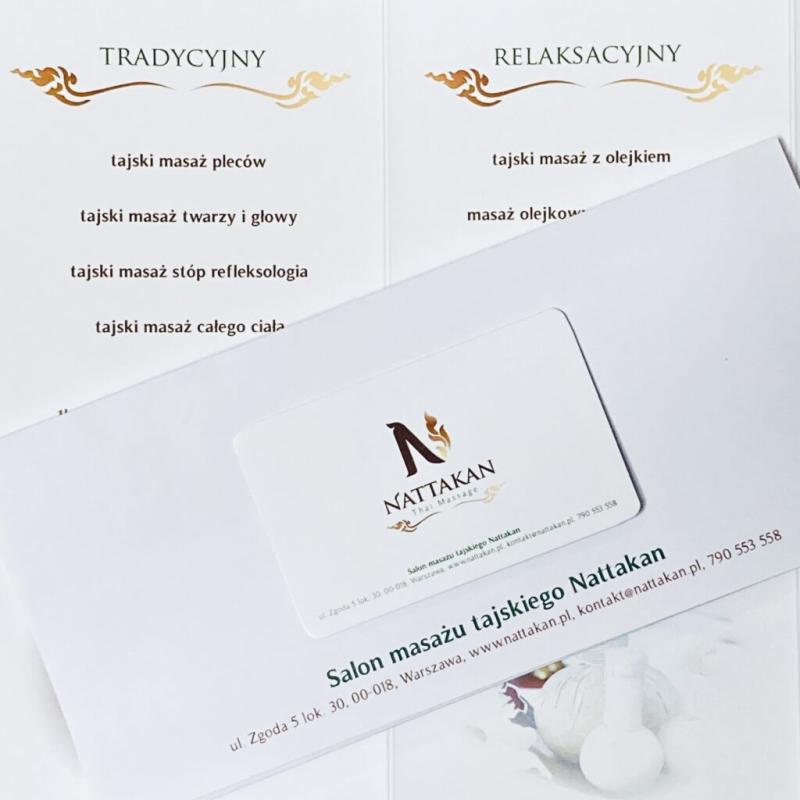 TRADYCYJNY
tajski masaż pleców
tajski masaż twarzy i głowy
tajski masaż stóp refleksologia
tajski masaż całego ciała
RELAKSACYJNY
tajski masaż z olejkiem
masaż
NATTAKAN
Thai Massage
Salon masażu tajskiego Nattakan
ul. Zgoda 5 lok. 30, 00-018, Warszawa, www.nattakan.pl, kontakt@nattakan.pl, 790 553 558
Salon masażu tajskiego Nattakan
ul. Zgoda 5 lok. 30, 00-018, Warszawa, www.nattakan.pl, kontakt@nattakan.pl, 790 553 558